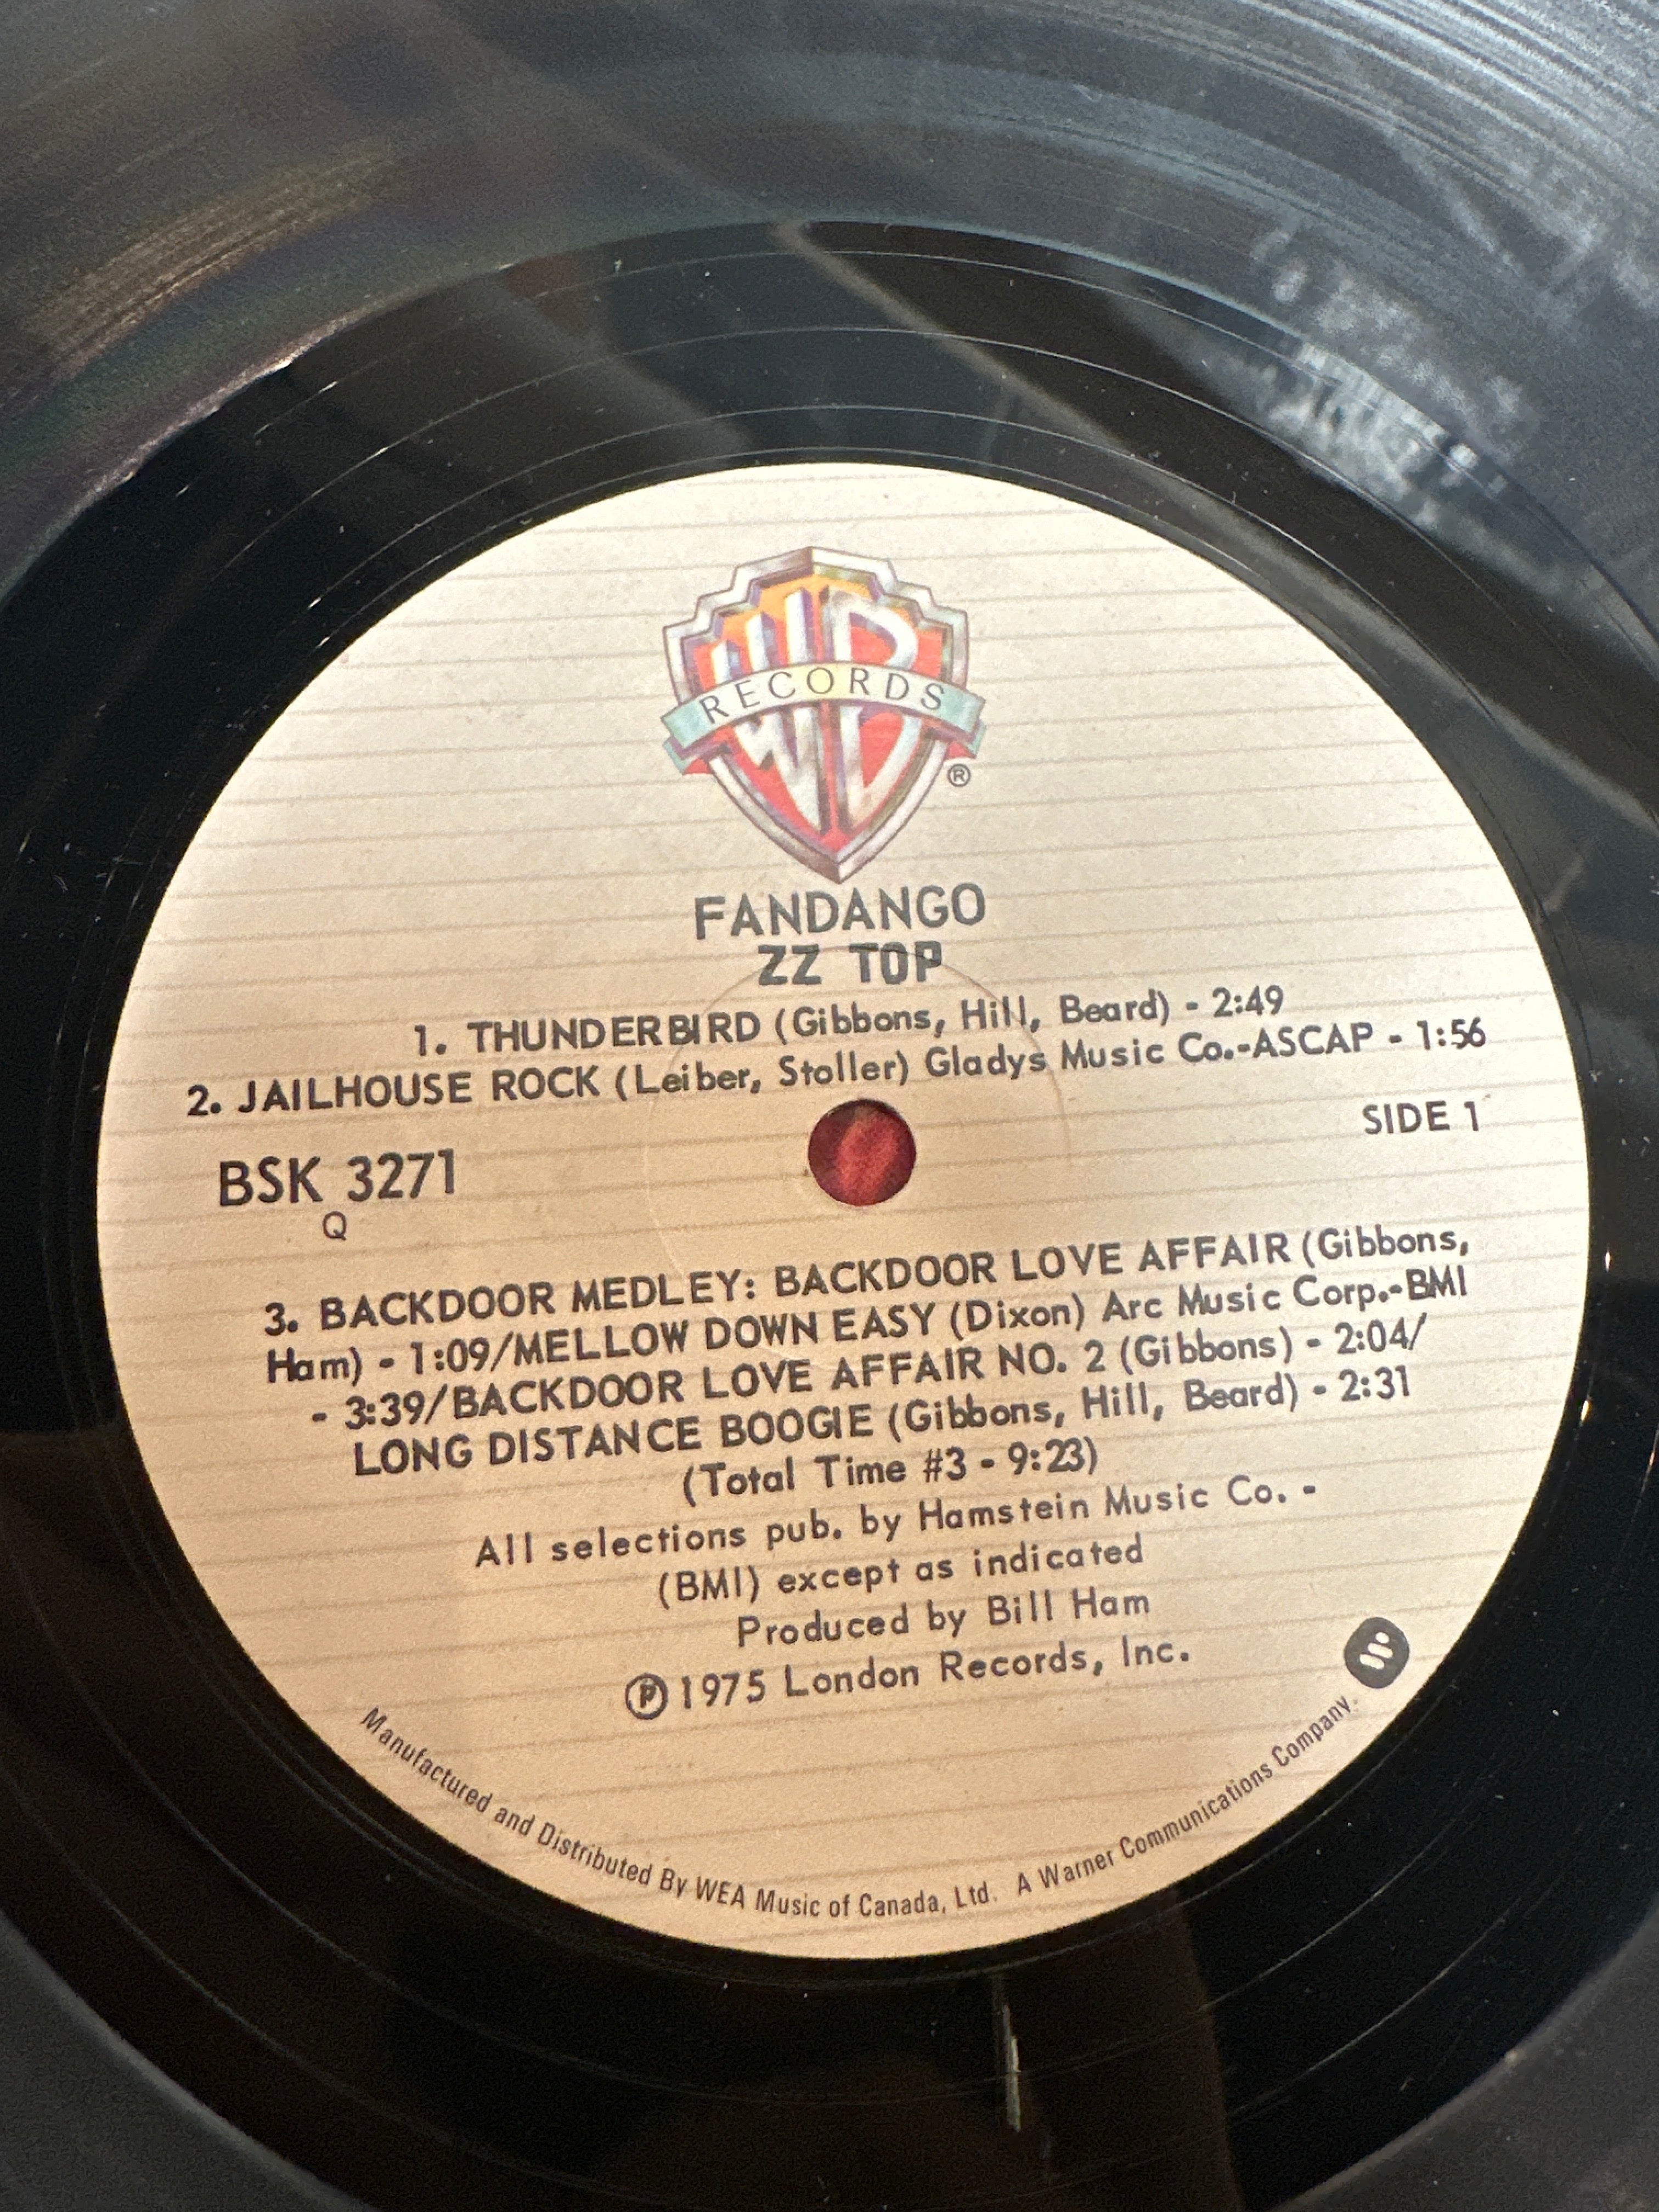 WB
RECORDS
®
FANDANGO
ZZ TOP
1. THUNDERBIRD (Gibbons, Hill, Beard) - 2:49
2. JAILHOUSE ROCK (Leiber, Stoller) Gladys Music Co.-ASCAP - 1:56
SIDE 1
BSK 3271
Q
3. BACKDOOR MEDLEY: BACKDOOR LOVE AFFAIR (Gibbons,
Ham) - 1:09/MELLOW DOWN EASY (Dixon) Arc Music Corp.-BMI
- 3:39/BACKDOOR LOVE AFFAIR NO. 2 (Gibbons) - 2:04/
LONG DISTANCE BOOGIE (Gibbons, Hill, Beard) - 2:31
(Total Time #3 - 9:23)
All selections pub. by Hamstein Music Co. -
(BMI) except as indicated
Produced by Bill Ham
℗ 1975 London Records, Inc.
Manufactured and Distributed By WEA Music of Canada, Ltd. A Warner Communications Company.